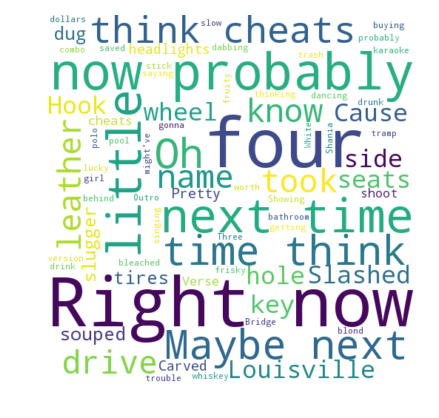 dollars think cheats slow buying
dug dabbing probably
combo headlights saved trash karaoke
now probably
stick saying fruity thinking dancing
Hook wheel know Cause
cheats gonna drunk
leather little Oh four side
polo pool might've White Shania
name took
lucky tramp
girl Pretty seats
worth shoot
behind Outro next time Showing
slugger singing bathroom
version Three getting
drink bleached time think
tires Verse frisky hole Slashed
Right now
key
souped Bridge
drive Maybe next
Carved blond
Louisville
trouble whiskey